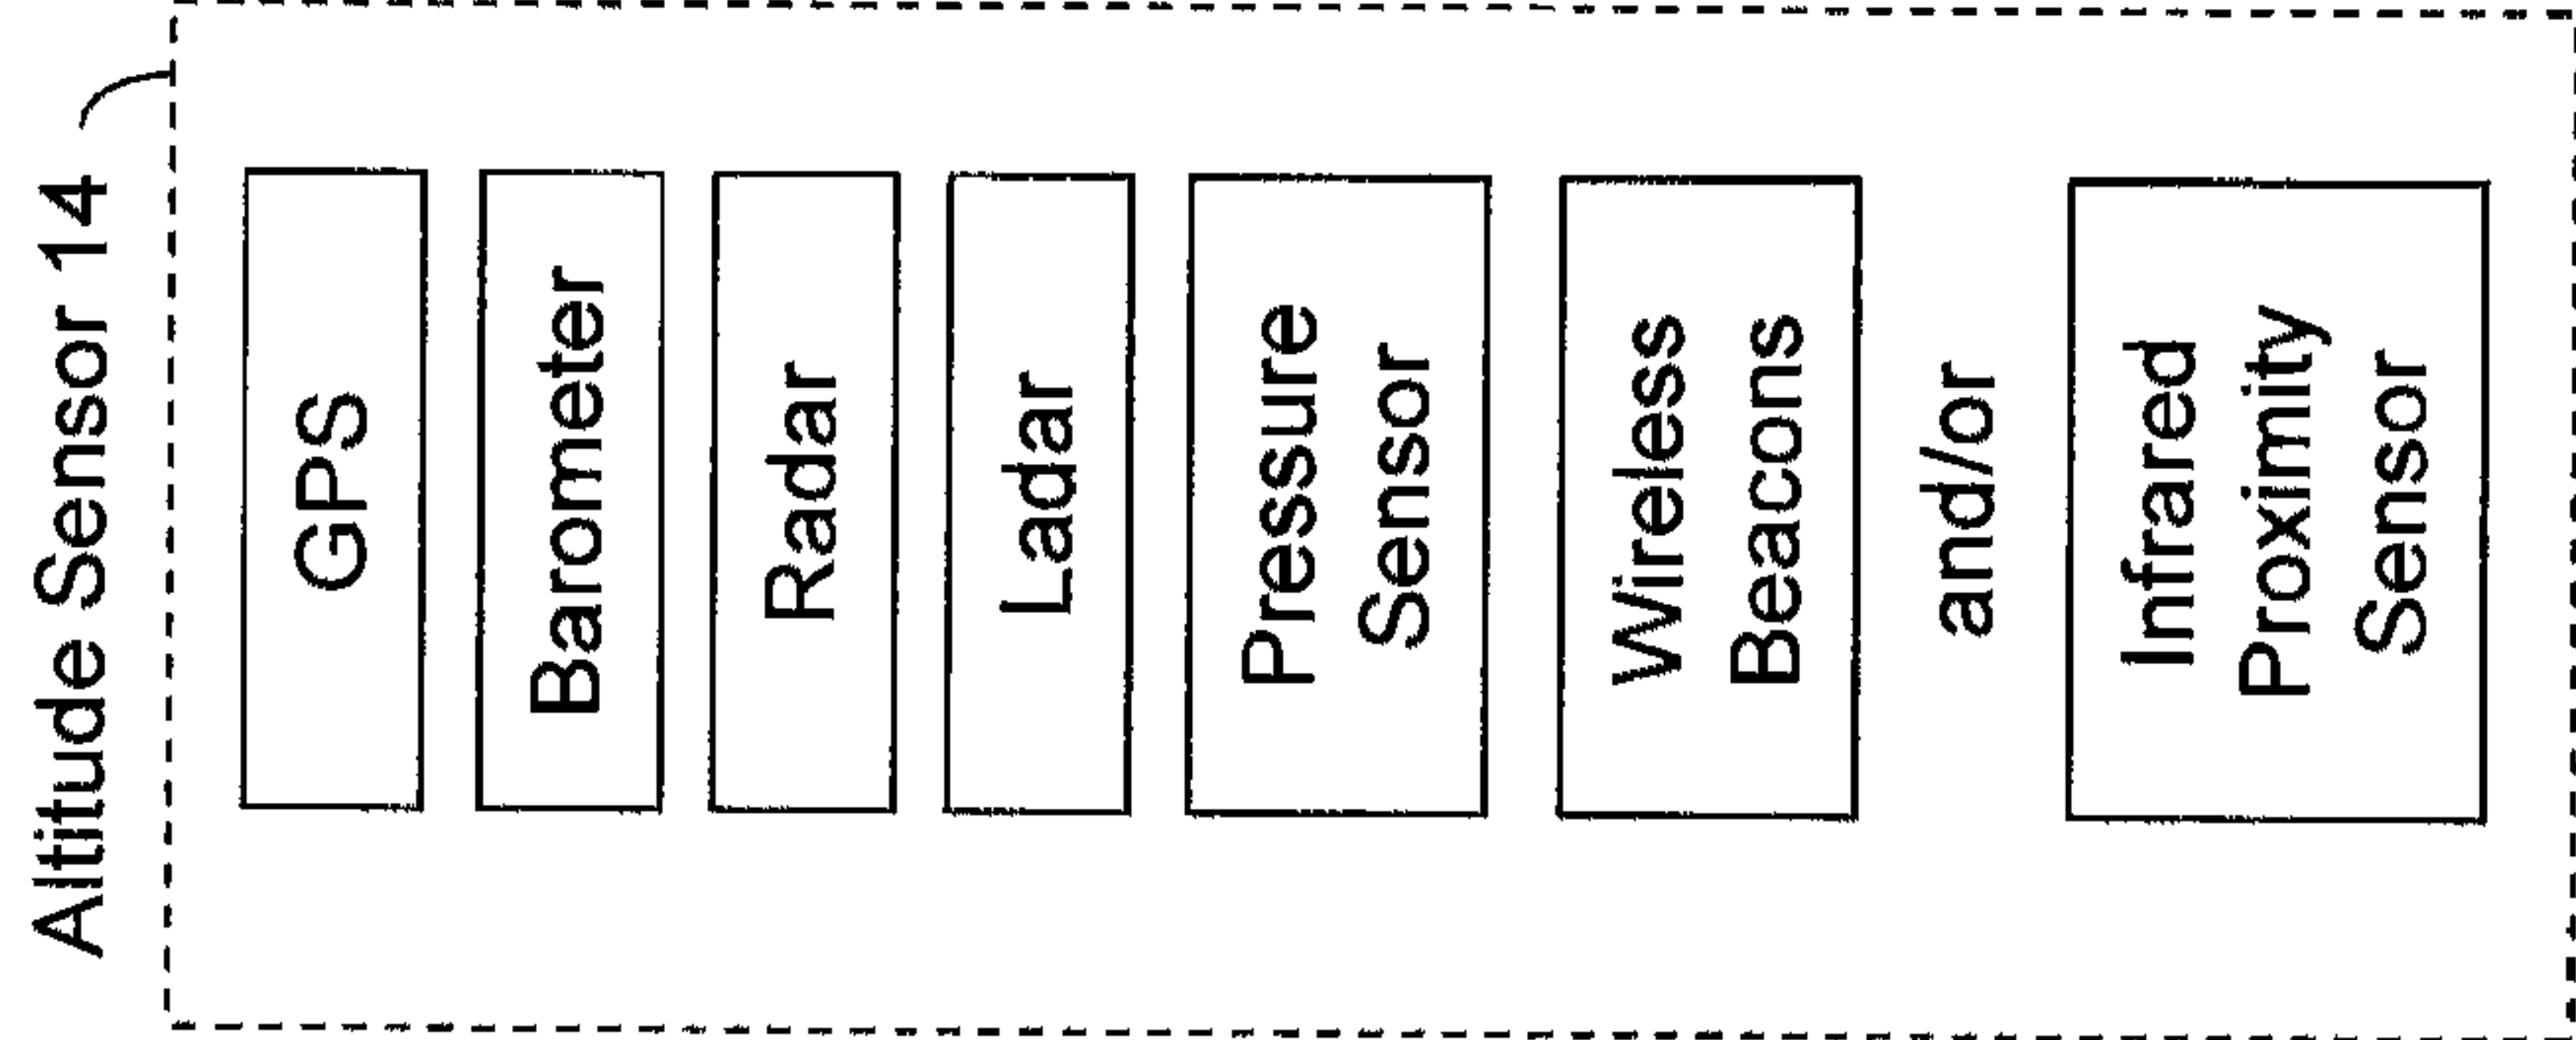 Altitude Sensor 14
GPS
Barometer
Radar
Ladar
Pressure
Sensor
Wireless
Beacons
and/or
Infrared
Proximity
Sensor